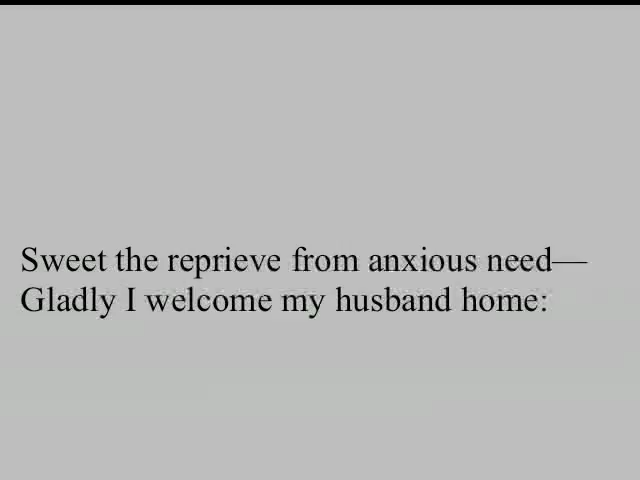 Sweet the reprieve from anxious need—
Gladly I welcome my husband home: